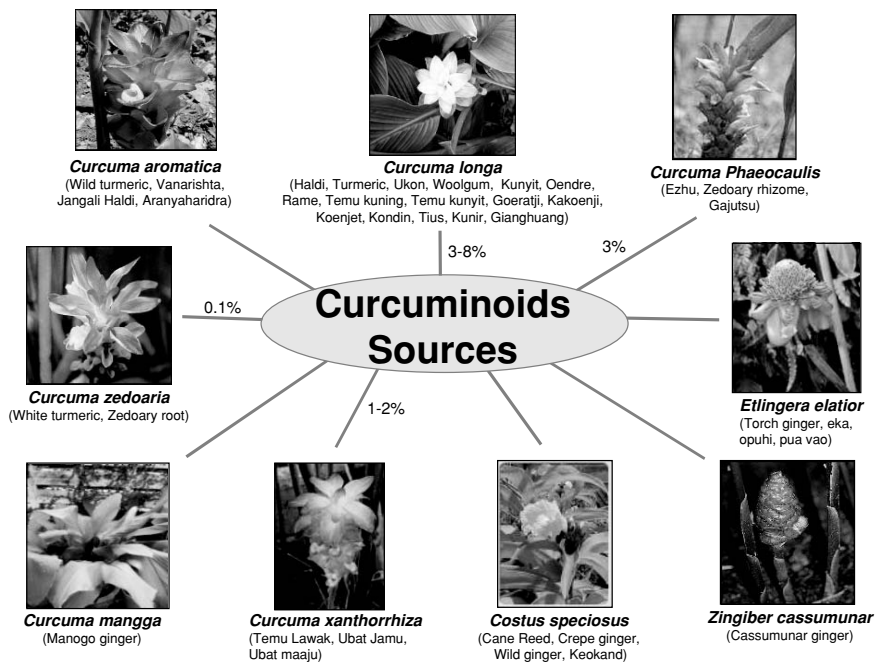 Curcuma aromatica
(Wild turmeric, Vanarishta,
Jangali Haldi, Aranyaharidra)
Curcuma longa
(Haldi, Turmeric, Ukon, Woolgum, Kunyit, Oendre,
Rame, Temu kuning, Temu kunyit, Goeratji, Kakoenji,
Koenjet, Kondin, Tius, Kunir, Gianghuang)
Curcuma Phaeocaulis
(Ezhu, Zedoary rhizome,
Gajutsu)
3-8%
3%
0.1%
Curcuminoids
Sources
Curcuma zedoaria
(White turmeric, Zedoary root)
Etlingera elatior
(Torch ginger, eka,
opuhi, pua vao)
1-2%
Curcuma mangga
(Manogo ginger)
Curcuma xanthorrhiza
(Temu Lawak, Ubat Jamu,
Ubat maaju)
Costus speciosus
(Cane Reed, Crepe ginger,
Wild ginger, Keokand)
Zingiber cassumunar
(Cassumunar ginger)